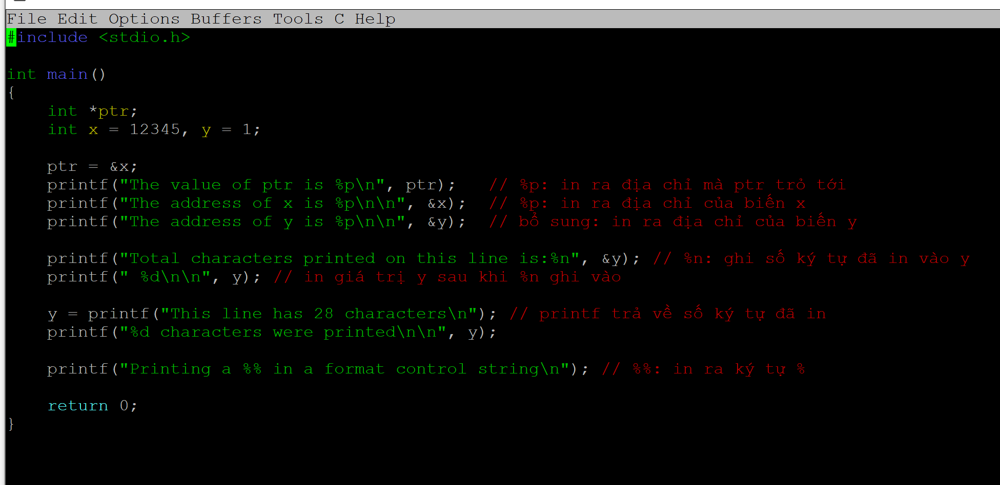 File Edit Options Buffers Tools C Help
#include <stdio.h>
int main()
{
    int *ptr;
    int x = 12345, y = 1;
    ptr = &x;
    printf("The value of ptr is %p\n", ptr);   // %p: in ra địa chỉ mà ptr trỏ tới
    printf("The address of x is %p\n\n", &x);  // %p: in ra địa chỉ của biến x
    printf("The address of y is %p\n\n", &y);  // bổ sung: in ra địa chỉ của biến y
    printf("Total characters printed on this line is:%n", &y); // %n: ghi số ký tự đã in vào y
    printf(" %d\n\n", y); // in giá trị y sau khi %n ghi vào
    y = printf("This line has 28 characters\n"); // printf trả về số ký tự đã in
    printf("%d characters were printed\n\n", y);
    printf("Printing a %% in a format control string\n"); // %%: in ra ký tự %
    return 0;
}